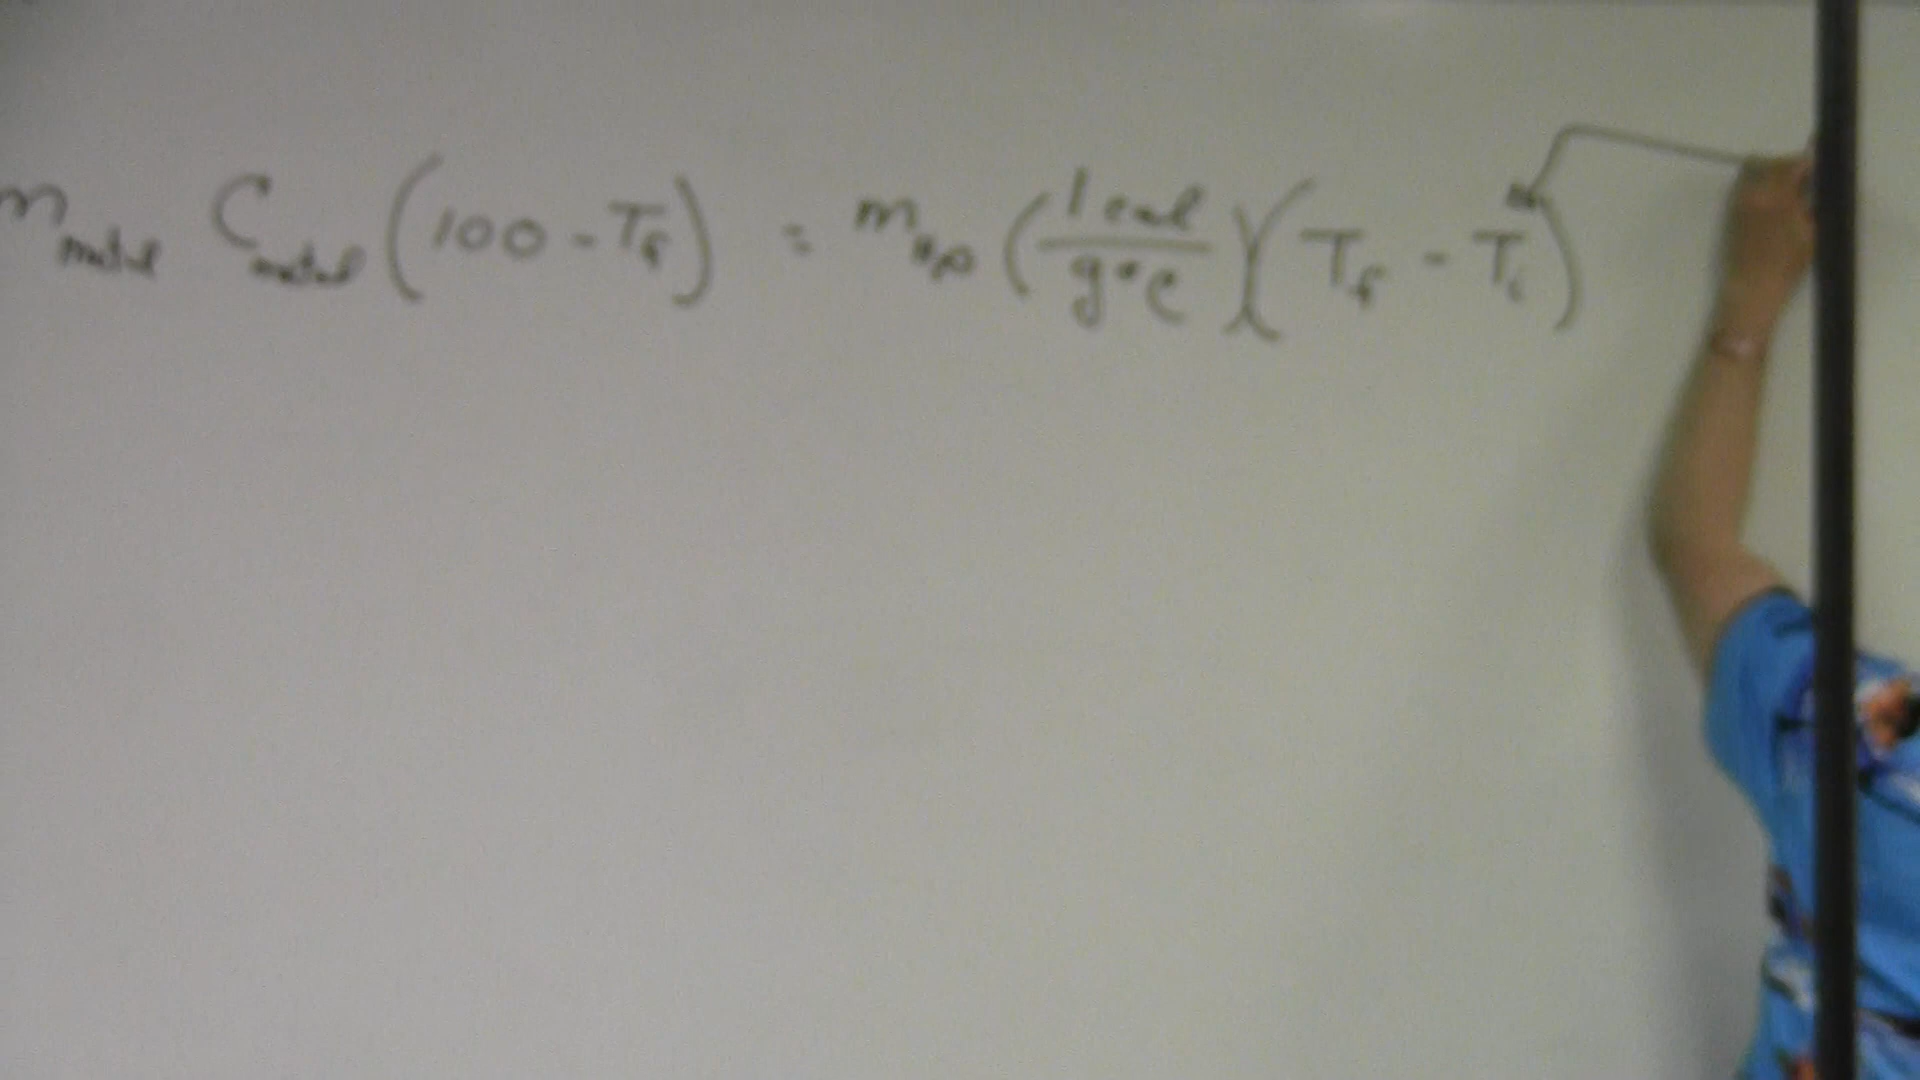 m_metal C_metal (100 - T_f) = m_H₂O (1 cal / g °C)(T_f - T_i)